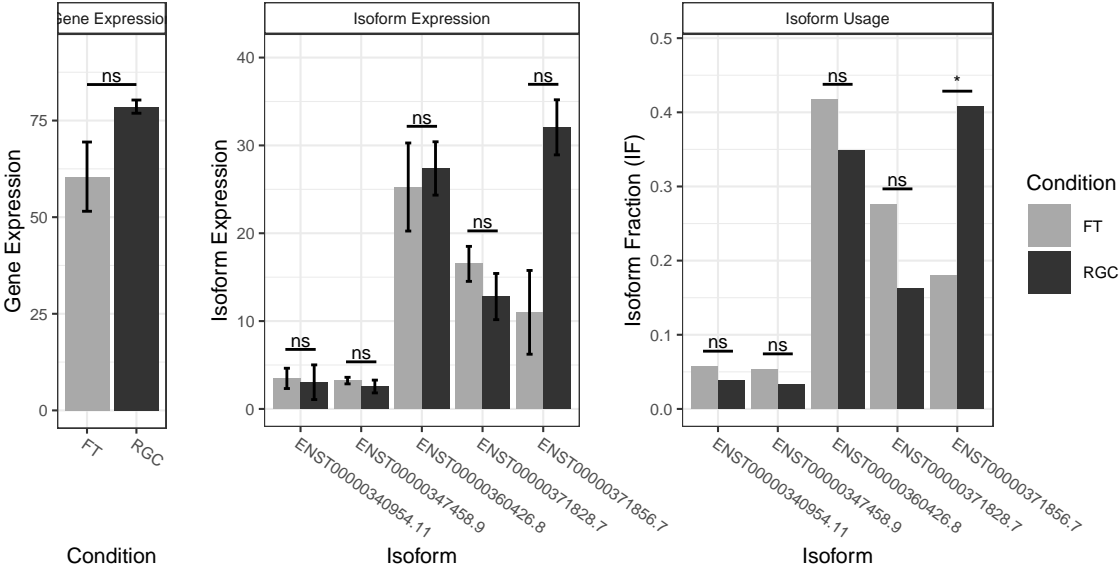 Gene Expression
Isoform Expression
Isoform Usage
Gene Expression
75
50
25
0
ns
FT
RGC
Condition
Isoform Expression
40
30
20
10
0
ns
ns
ns
ns
ns
ENST00000340954.11
ENST00000347458.9
ENST00000360426.8
ENST00000371828.7
ENST00000371856.7
Isoform
Isoform Fraction (IF)
0.5
0.4
0.3
0.2
0.1
0.0
ns
ns
ns
ns
*
ENST00000340954.11
ENST00000347458.9
ENST00000360426.8
ENST00000371828.7
ENST00000371856.7
Isoform
Condition
FT
RGC